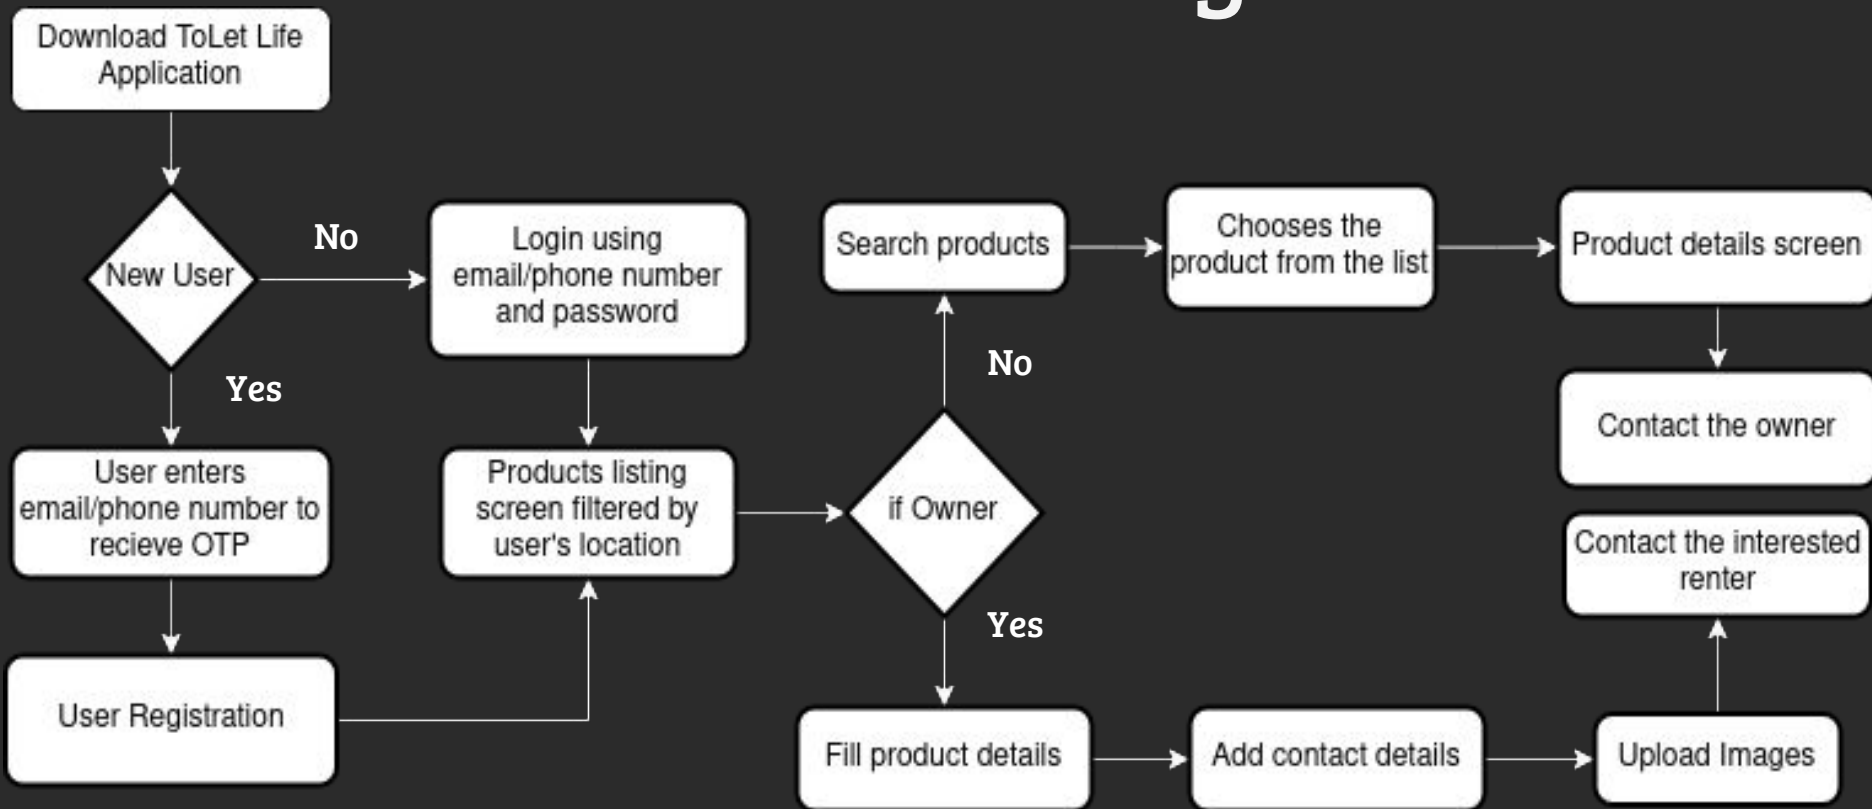 g
Download ToLet Life
Application
New User
No
Yes
Login using
email/phone number
and password
User enters
email/phone number to
recieve OTP
User Registration
Products listing
screen filtered by
user's location
if Owner
No
Search products
Chooses the
product from the list
Product details screen
Contact the owner
Yes
Fill product details
Add contact details
Upload Images
Contact the interested
renter